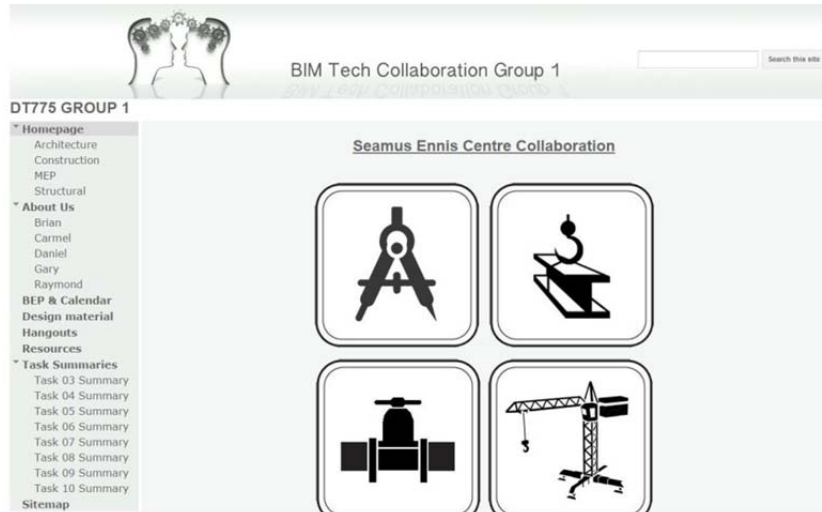 BIM Tech Collaboration Group 1
Search this site
DT775 GROUP 1
Homepage
Architecture
Construction
MEP
Structural
About Us
Brian
Carmel
Daniel
Gary
Raymond
BEP & Calendar
Design material
Hangouts
Resources
Task Summaries
Task 03 Summary
Task 04 Summary
Task 05 Summary
Task 06 Summary
Task 07 Summary
Task 08 Summary
Task 09 Summary
Task 10 Summary
Sitemap
Seamus Ennis Centre Collaboration